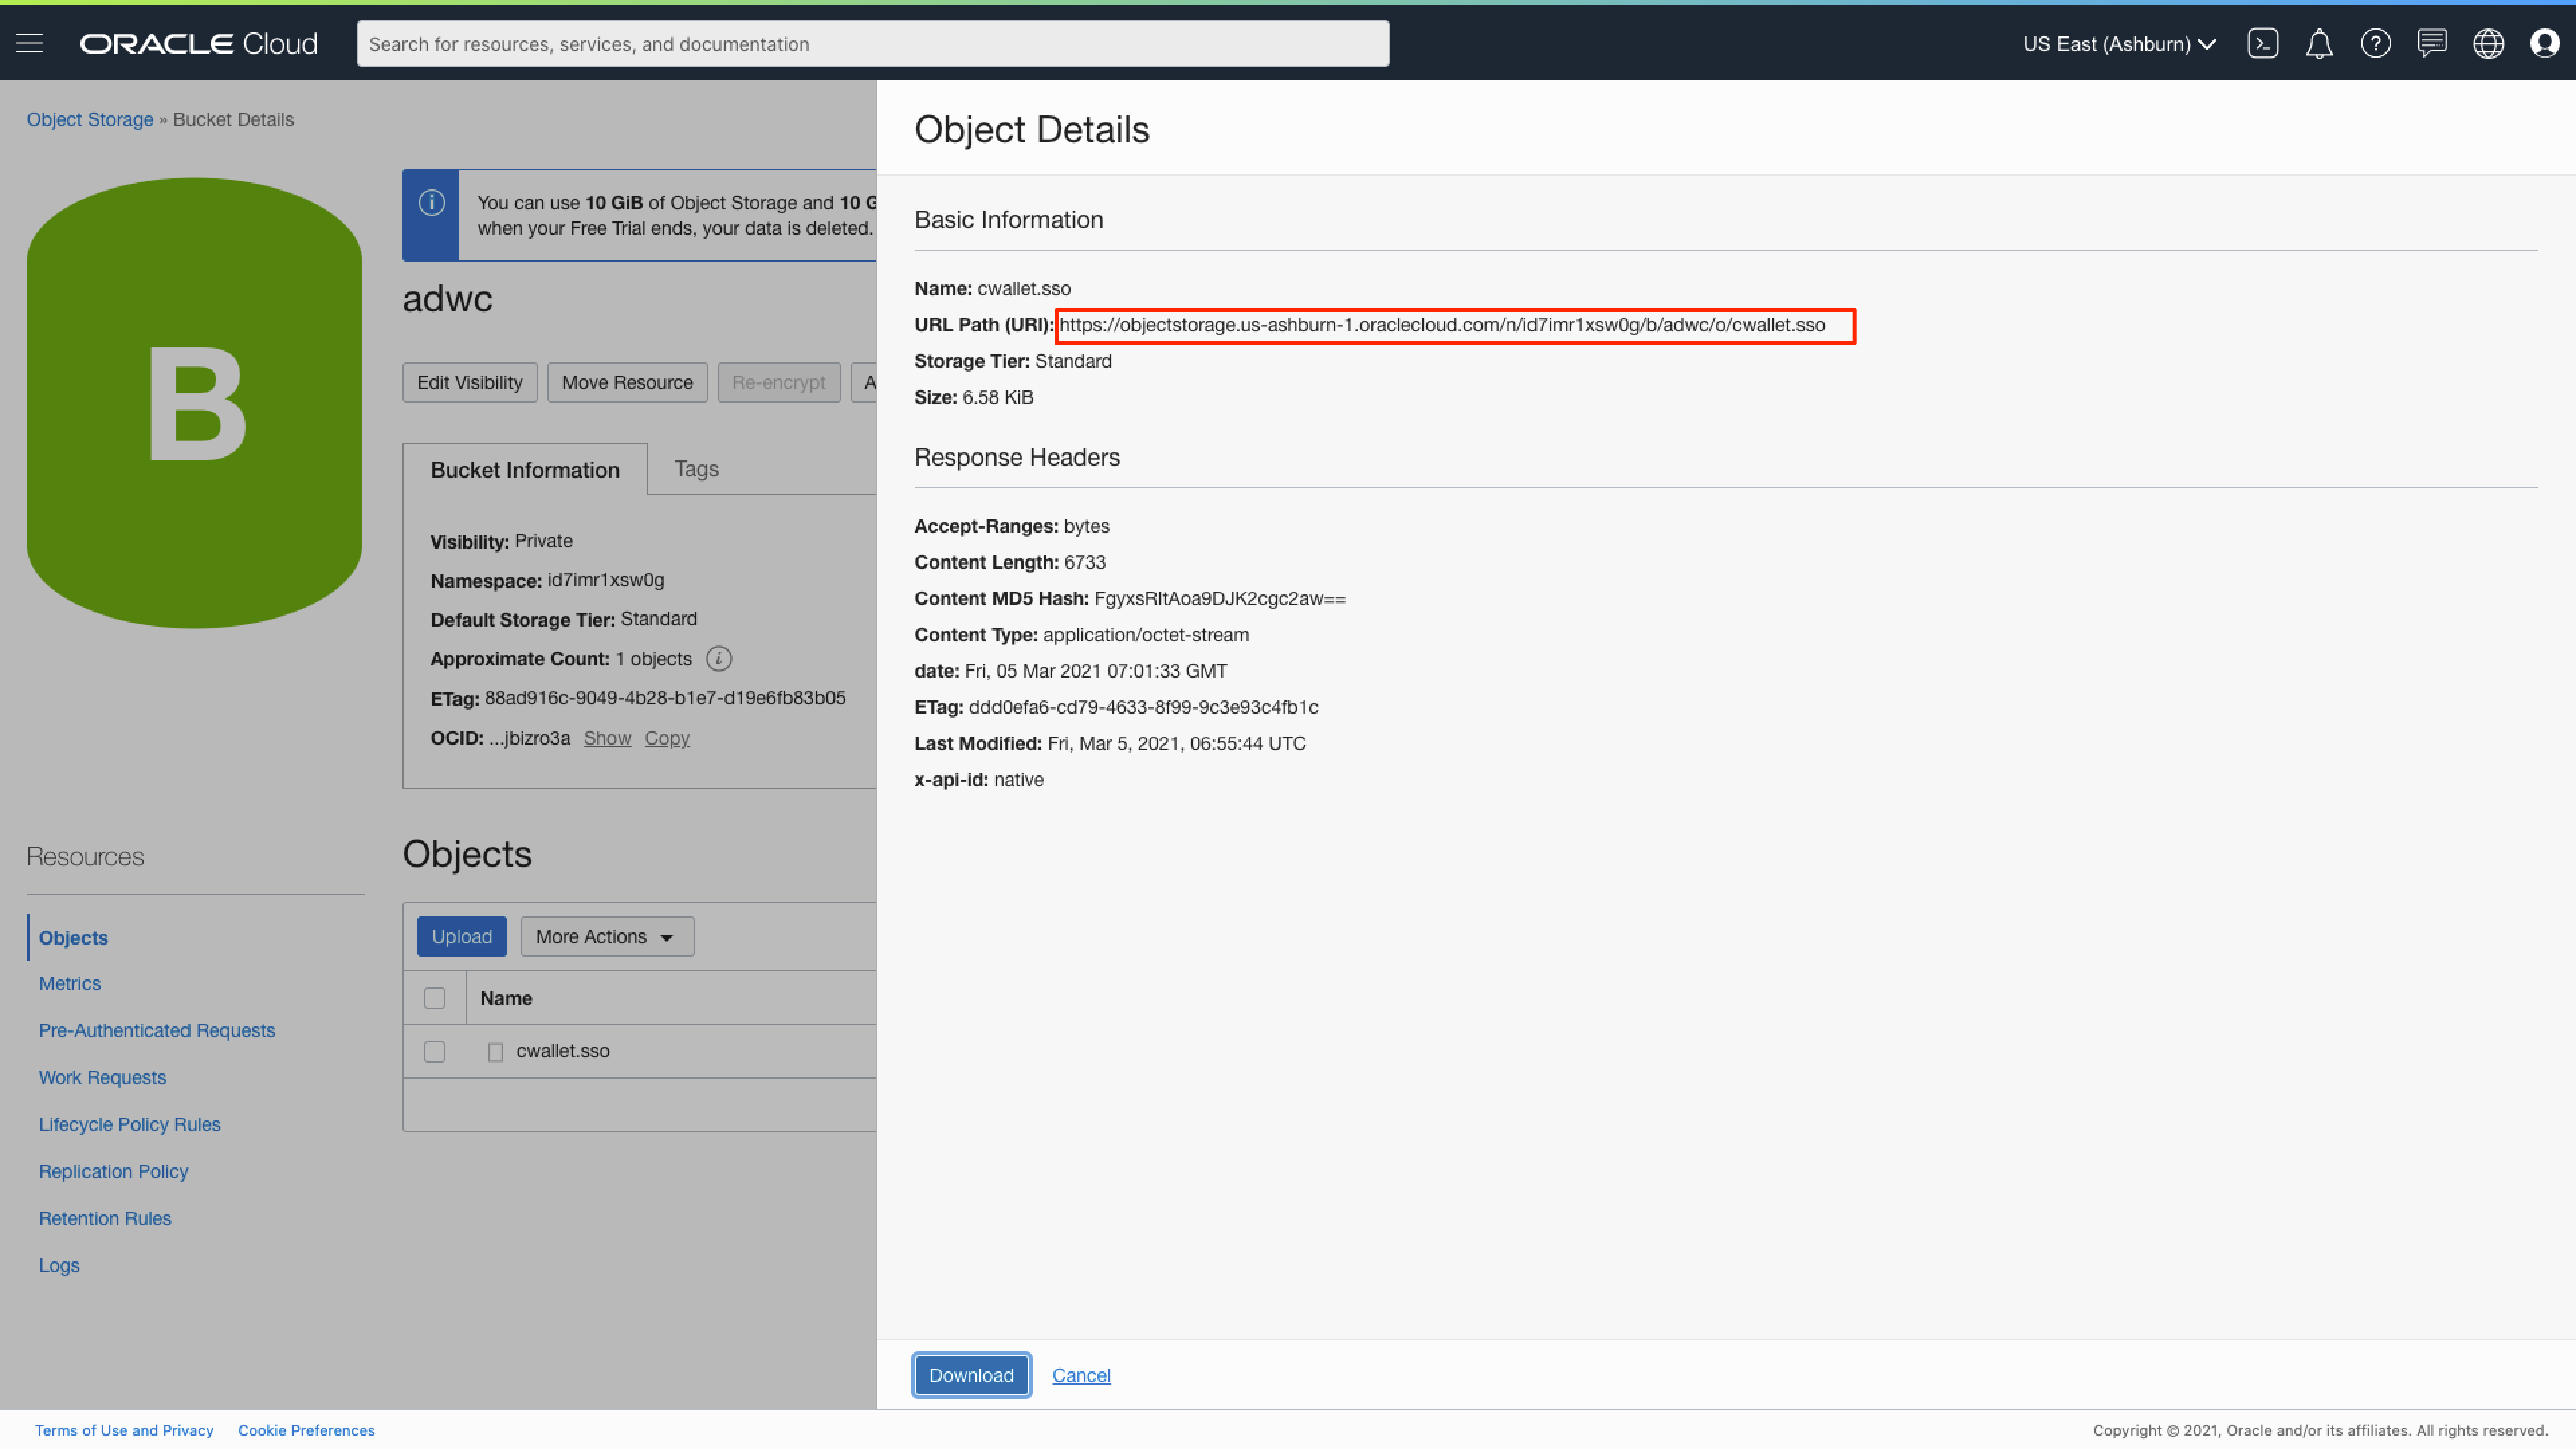 ORACLE Cloud
Search for resources, services, and documentation
US East (Ashburn)
Object Storage » Bucket Details
B
You can use 10 GiB of Object Storage and 10 G
when your Free Trial ends, your data is deleted.
adwc
Edit Visibility
Move Resource
Re-encrypt
A
Bucket Information
Tags
Visibility: Private
Namespace: id7imr1xsw0g
Default Storage Tier: Standard
Approximate Count: 1 objects
ETag: 88ad916c-9049-4b28-b1e7-d19e6fb83b05
OCID: ...jbizro3a Show Copy
Resources
Objects
Metrics
Pre-Authenticated Requests
Work Requests
Lifecycle Policy Rules
Replication Policy
Retention Rules
Logs
Objects
Upload
More Actions
Name
cwallet.sso
Object Details
Basic Information
Name: cwallet.sso
URL Path (URI): https://objectstorage.us-ashburn-1.oraclecloud.com/n/id7imr1xsw0g/b/adwc/o/cwallet.sso
Storage Tier: Standard
Size: 6.58 KiB
Response Headers
Accept-Ranges: bytes
Content Length: 6733
Content MD5 Hash: FgyxsRItAoa9DJK2cgc2aw==
Content Type: application/octet-stream
date: Fri, 05 Mar 2021 07:01:33 GMT
ETag: ddd0efa6-cd79-4633-8f99-9c3e93c4fb1c
Last Modified: Fri, Mar 5, 2021, 06:55:44 UTC
x-api-id: native
Download
Cancel
Terms of Use and Privacy
Cookie Preferences
Copyright © 2021, Oracle and/or its affiliates. All rights reserved.